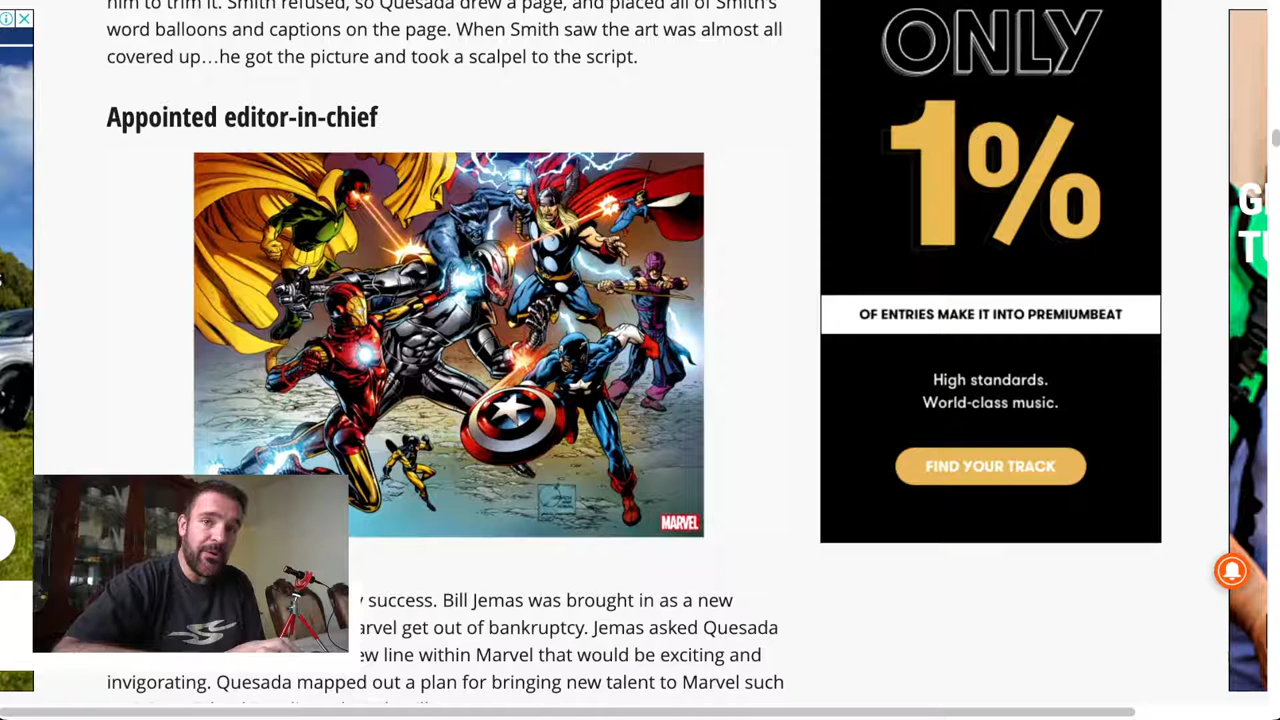 him to trim it. Smith refused, so Quesada drew a page, and placed all of Smith's
word balloons and captions on the page. When Smith saw the art was almost all
covered up…he got the picture and took a scalpel to the script.
Appointed editor-in-chief
MARVEL
success. Bill Jemas was brought in as a new
arvel get out of bankruptcy. Jemas asked Quesada
ew line within Marvel that would be exciting and
invigorating. Quesada mapped out a plan for bringing new talent to Marvel such
ONLY
1%
OF ENTRIES MAKE IT INTO PREMIUMBEAT
High standards.
World-class music.
FIND YOUR TRACK